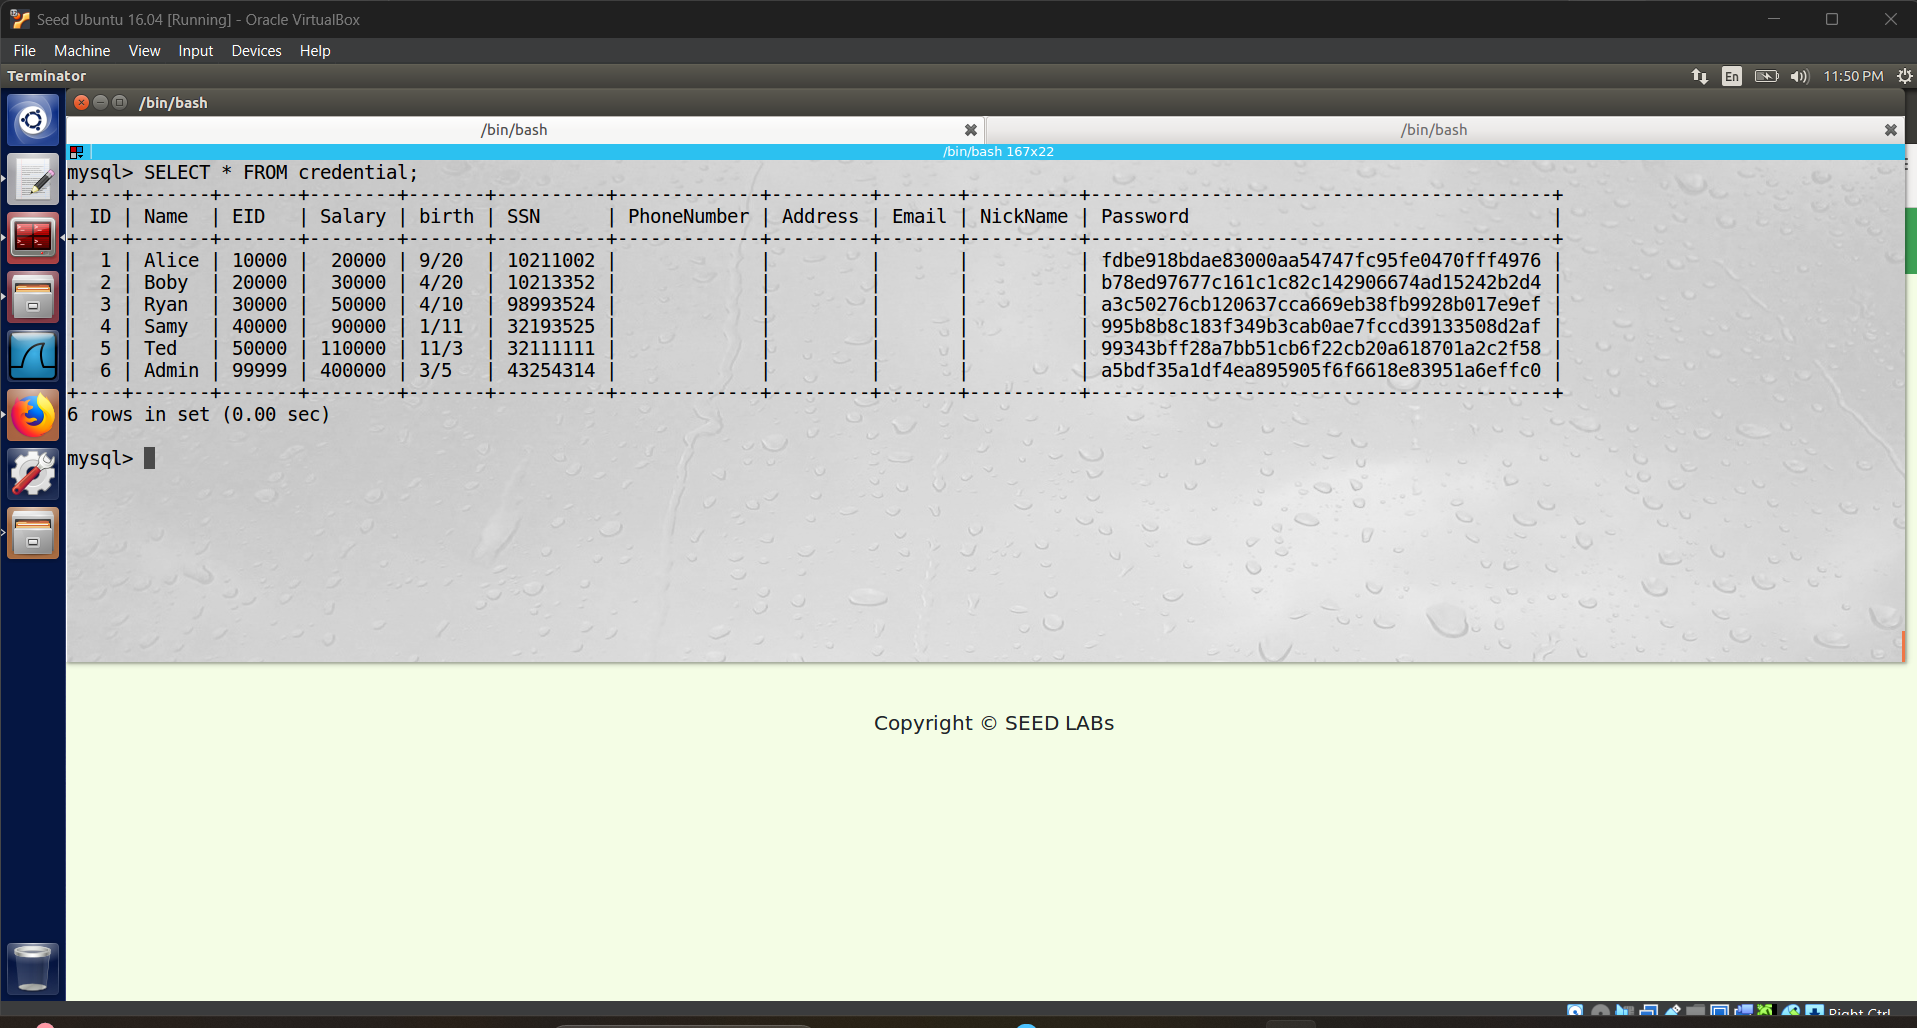 Seed Ubuntu 16.04 [Running] - Oracle VirtualBox
File Machine View Input Devices Help
Terminator En 11:50 PM
/bin/bash
/bin/bash /bin/bash
/bin/bash 167x22
mysql> SELECT * FROM credential;
+----+-------+-------+--------+-------+----------+-------------+---------+-------+----------+------------------------------------------+
| ID | Name  | EID   | Salary | birth | SSN      | PhoneNumber | Address | Email | NickName | Password                                 |
+----+-------+-------+--------+-------+----------+-------------+---------+-------+----------+------------------------------------------+
|  1 | Alice | 10000 |  20000 | 9/20  | 10211002 |             |         |       |          | fdbe918bdae83000aa54747fc95fe0470fff4976 |
|  2 | Boby  | 20000 |  30000 | 4/20  | 10213352 |             |         |       |          | b78ed97677c161c1c82c142906674ad15242b2d4 |
|  3 | Ryan  | 30000 |  50000 | 4/10  | 98993524 |             |         |       |          | a3c50276cb120637cca669eb38fb9928b017e9ef |
|  4 | Samy  | 40000 |  90000 | 1/11  | 32193525 |             |         |       |          | 995b8b8c183f349b3cab0ae7fccd39133508d2af |
|  5 | Ted   | 50000 | 110000 | 11/3  | 32111111 |             |         |       |          | 99343bff28a7bb51cb6f22cb20a618701a2c2f58 |
|  6 | Admin | 99999 | 400000 | 3/5   | 43254314 |             |         |       |          | a5bdf35a1df4ea895905f6f6618e83951a6effc0 |
+----+-------+-------+--------+-------+----------+-------------+---------+-------+----------+------------------------------------------+
6 rows in set (0.00 sec)
mysql>
Copyright © SEED LABs
Right Ctrl